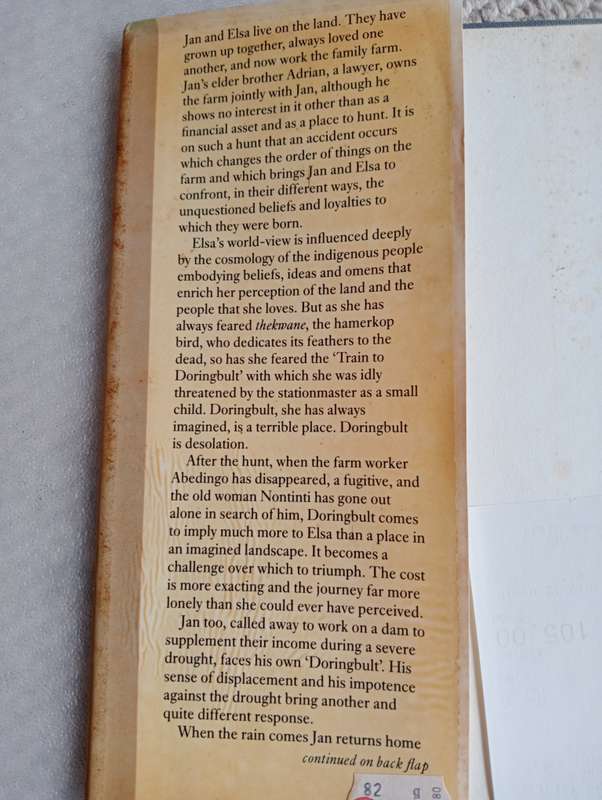 Jan and Elsa live on the land. They have
grown up together, always loved one
another, and now work the family farm.
Jan's elder brother Adrian, a lawyer, owns
the farm jointly with Jan, although he
shows no interest in it other than as a
financial asset and as a place to hunt. It is
on such a hunt that an accident occurs
which changes the order of things on the
farm and which brings Jan and Elsa to
confront, in their different ways, the
unquestioned beliefs and loyalties to
which they were born.
Elsa's world-view is influenced deeply
by the cosmology of the indigenous people
embodying beliefs, ideas and omens that
enrich her perception of the land and the
people that she loves. But as she has
always feared thekwane, the hamerkop
bird, who dedicates its feathers to the
dead, so has she feared the ‘Train to
Doringbult’ with which she was idly
threatened by the stationmaster as a small
child. Doringbult, she has always
imagined, is a terrible place. Doringbult
is desolation.
After the hunt, when the farm worker
Abedingo has disappeared, a fugitive, and
the old woman Nontinti has gone out
alone in search of him, Doringbult comes
to imply much more to Elsa than a place in
an imagined landscape. It becomes a
challenge over which to triumph. The cost
is more exacting and the journey far more
lonely than she could ever have perceived.
Jan too, called away to work on a dam to
supplement their income during a severe
drought, faces his own ‘Doringbult’. His
sense of displacement and his impotence
against the drought bring another and
quite different response.
When the rain comes Jan returns home
continued on back flap
82 g 80
105,00